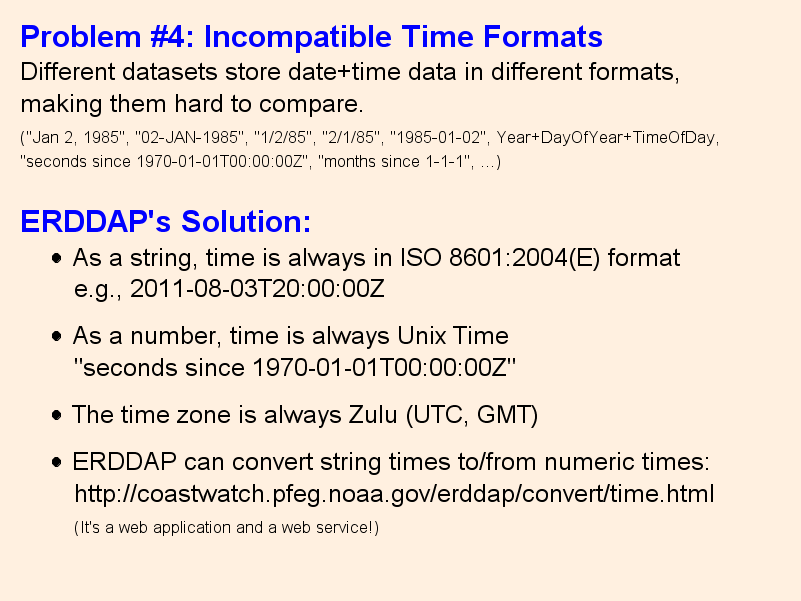 Problem #4: Incompatible Time Formats
Different datasets store date+time data in different formats,
making them hard to compare.
("Jan 2, 1985", "02-JAN-1985", "1/2/85", "2/1/85", "1985-01-02", Year+DayOfYear+TimeOfDay,
"seconds since 1970-01-01T00:00:00Z", "months since 1-1-1", ...)
ERDDAP's Solution:
• As a string, time is always in ISO 8601:2004(E) format
e.g., 2011-08-03T20:00:00Z
• As a number, time is always Unix Time
"seconds since 1970-01-01T00:00:00Z"
• The time zone is always Zulu (UTC, GMT)
• ERDDAP can convert string times to/from numeric times:
http://coastwatch.pfeg.noaa.gov/erddap/convert/time.html
(It's a web application and a web service!)